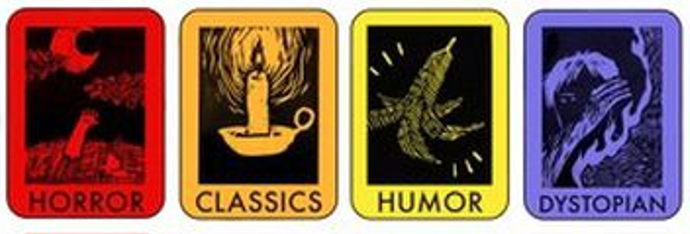 HORROR
CLASSICS
HUMOR
DYSTOPIAN